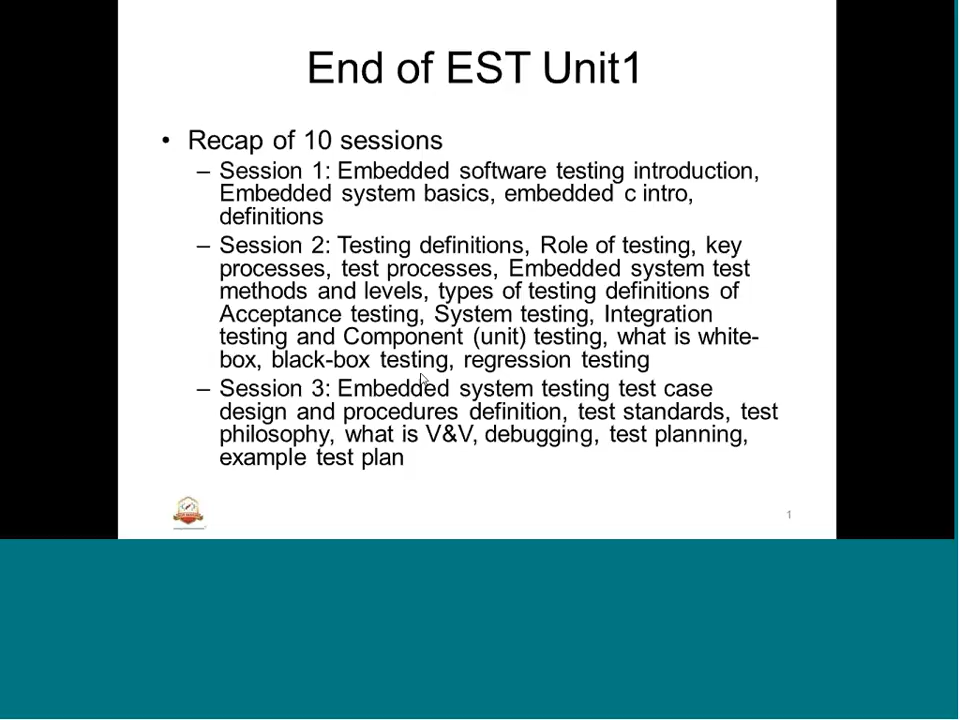 End of EST Unit1
• Recap of 10 sessions
– Session 1: Embedded software testing introduction,
Embedded system basics, embedded c intro,
definitions
– Session 2: Testing definitions, Role of testing, key
processes, test processes, Embedded system test
methods and levels, types of testing definitions of
Acceptance testing, System testing, Integration
testing and Component (unit) testing, what is white-
box, black-box testing, regression testing
– Session 3: Embedded system testing test case
design and procedures definition, test standards, test
philosophy, what is V&V, debugging, test planning,
example test plan
1